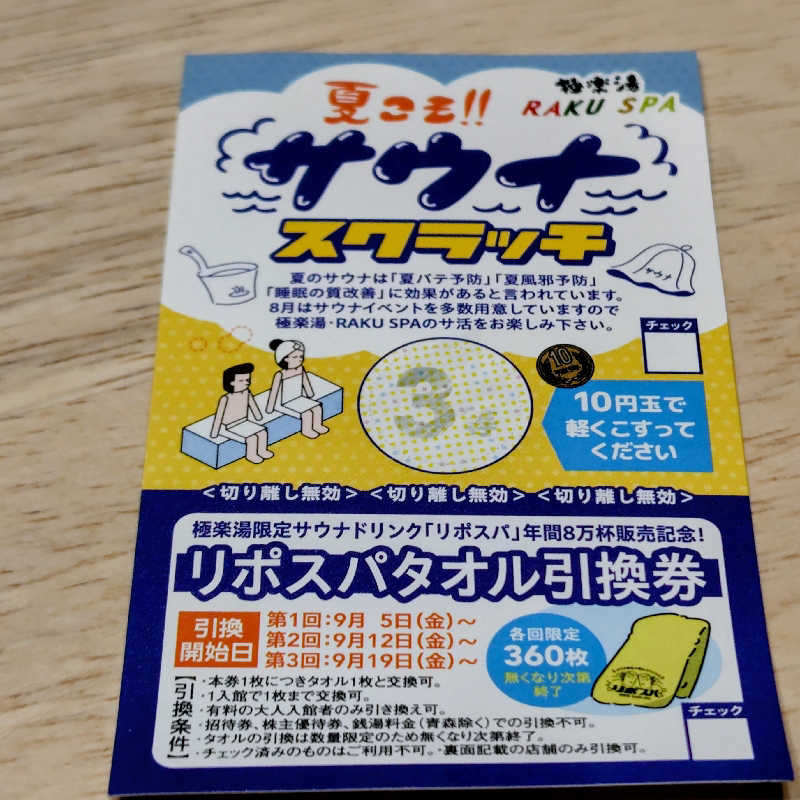 夏こそ!!
極楽湯
RAKU SPA
サウナ
スクラッチ
夏のサウナは「夏バテ予防」「夏風邪予防」
「睡眠の質改善」に効果があると言われています。
8月はサウナイベントを多数用意していますので
極楽湯・RAKU SPAのサ活をお楽しみ下さい。
サウナ
チェック
3等
10
10円玉で
軽くこすって
ください
<切り離し無効> <切り離し無効> <切り離し無効>
極楽湯限定サウナドリンク「リポスパ」年間8万杯販売記念!
リポスパタオル引換券
引換
開始日
第1回:9月 5日(金)~
第2回:9月12日(金)~
第3回:9月19日(金)~
各回限定
360枚
無くなり次第
終了
リポスパ
【引換条件】
・本券1枚につきタオル1枚と交換可。
・1入館で1枚まで交換可。
・有料の大人入館者のみ引き換え可。
・招待券、株主優待券、銭湯料金(青森除く)での引換不可。
・タオルの引換は数量限定のため無くなり次第終了。
・チェック済みのものはご利用不可。・裏面記載の店舗のみ引換可。
チェック